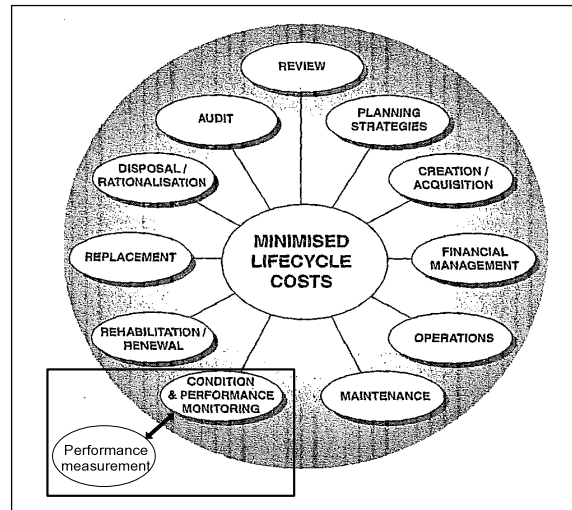 REVIEW
AUDIT
PLANNING
STRATEGIES
DISPOSAL /
RATIONALISATION
CREATION /
ACQUISITION
MINIMISED
LIFECYCLE
COSTS
REPLACEMENT
FINANCIAL
MANAGEMENT
REHABILITATION /
RENEWAL
OPERATIONS
CONDITION
& PERFORMANCE
MONITORING
MAINTENANCE
Performance
measurement